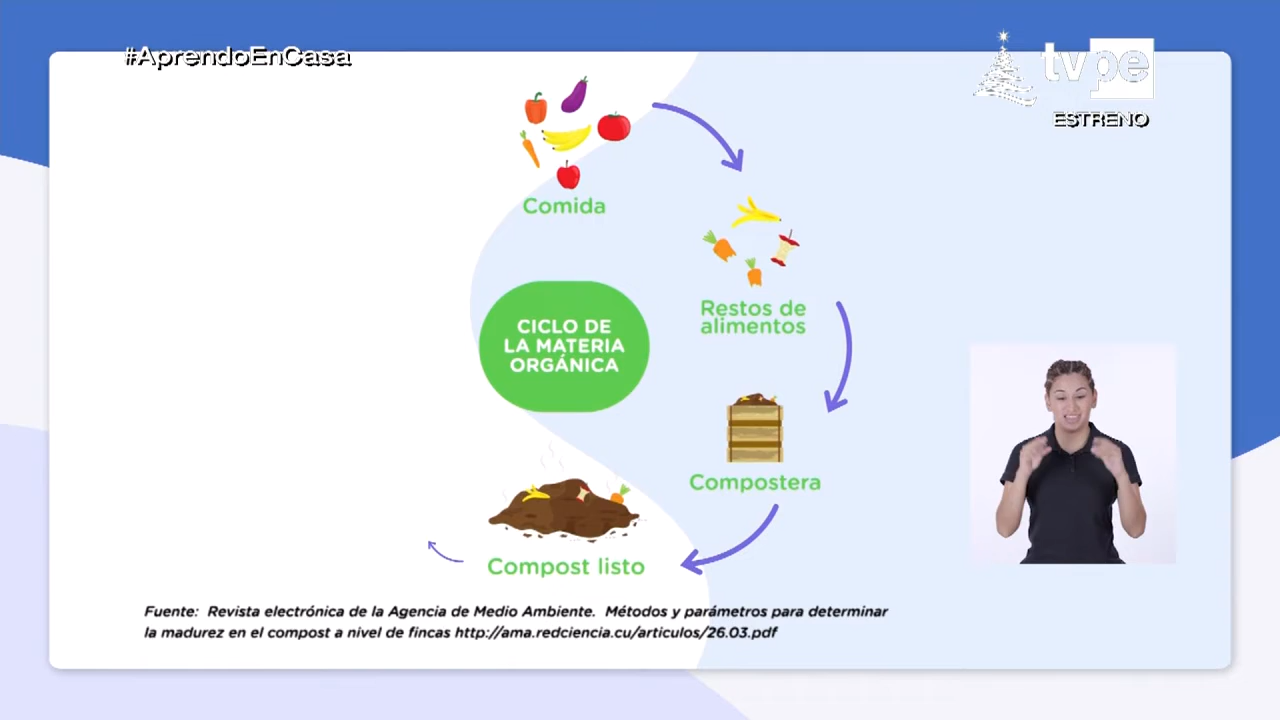 #AprendoEnCasa
tvpe
ESTRENO
Comida
Restos de
alimentos
CICLO DE
LA MATERIA
ORGÁNICA
Compostera
Compost listo
Fuente: Revista electrónica de la Agencia de Medio Ambiente. Métodos y parámetros para determinar
la madurez en el compost a nivel de fincas http://ama.redciencia.cu/articulos/26.03.pdf